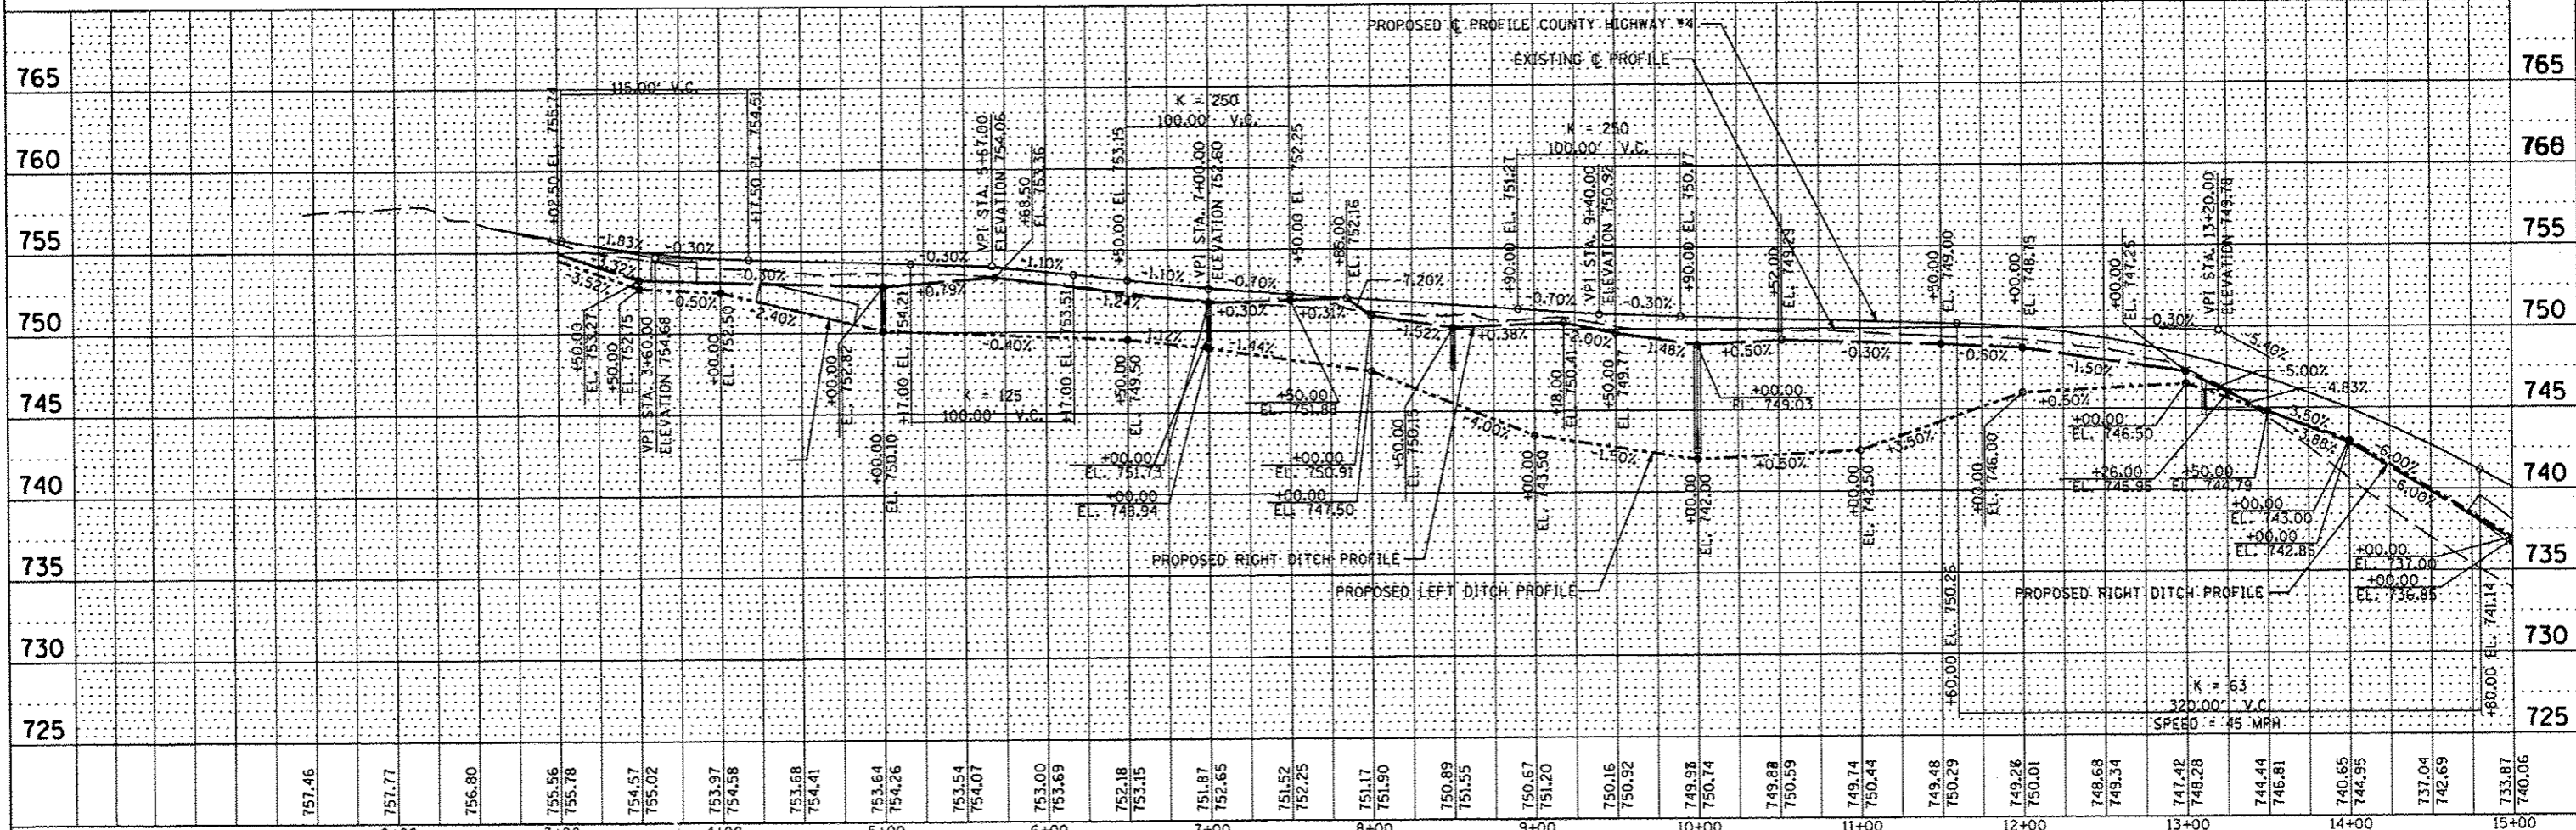 PROPOSED ℄ PROFILE COUNTY HIGHWAY #4
EXISTING ℄ PROFILE
765
765
760
760
755
755
750
750
745
745
740
740
735
735
730
730
725
725
+02.50 EL. 755.74
115.00' V.C.
+17.50 EL. 754.51
VPI STA. 5+67.00
ELEVATION 754.06
+68.50
EL. 753.36
+50.00 EL. 753.15
K = 250
100.00' V.C.
VPI STA. 7+00.00
ELEVATION 752.60
+50.00 EL. 752.25
+85.00
EL. 752.16
+90.00 EL. 751.27
K = 250
100.00' V.C.
VPI STA. 9+40.00
ELEVATION 750.92
+90.00 EL. 750.77
+52.00
EL. 749.29
+50.00
EL. 749.00
+00.00
EL. 748.75
+00.00
EL. 747.25
VPI STA. 13+20.00
ELEVATION 749.78
-1.83%
-0.30%
-3.32%
-3.52%
-0.50%
-0.30%
-2.40%
-0.30%
+0.79%
-1.10%
-0.40%
-1.10%
-1.24%
-1.12%
-0.70%
+0.30%
-1.44%
+0.31%
-7.20%
-1.52%
+0.38%
-4.00%
-0.70%
-2.00%
-0.30%
-1.48%
-1.50%
+0.50%
+0.50%
-0.30%
+3.50%
-0.50%
+0.50%
-1.50%
-0.30%
-5.40%
-5.00%
-4.83%
-3.50%
-3.88%
-6.00%
-6.00%
+50.00
EL. 753.27
+50.00
EL. 752.75
VPI STA. 3+60.00
ELEVATION 754.68
+00.00
EL. 752.50
+00.00
EL. 752.82
+00.00
EL. 750.10
+17.00 EL. 754.21
K = 125
100.00' V.C.
+17.00 EL. 753.51
+50.00
EL. 749.50
+00.00
EL. 751.73
+00.00
EL. 748.94
+50.00
EL. 751.88
+00.00
EL. 750.91
+00.00
EL. 747.50
+50.00
EL. 750.15
+18.00
EL. 750.41
+50.00
EL. 749.77
+00.00
EL. 743.50
+00.00
EL. 749.03
+00.00
EL. 742.00
+00.00
EL. 742.50
+00.00
EL. 746.00
+00.00
EL. 746.50
+26.00
EL. 745.95
+50.00
EL. 744.79
+00.00
EL. 743.00
+00.00
EL. 742.85
+00.00
EL. 737.00
+00.00
EL. 736.85
PROPOSED RIGHT DITCH PROFILE
PROPOSED LEFT DITCH PROFILE
PROPOSED RIGHT DITCH PROFILE
+60.00 EL. 750.26
K = 63
320.00' V.C.
SPEED = 45 MPH
+80.00 EL. 741.14
757.46
757.77
756.80
755.56
755.78
754.57
755.02
753.97
754.58
753.68
754.41
753.64
754.26
753.54
754.07
753.00
753.69
752.18
753.15
751.87
752.65
751.52
752.25
751.17
751.90
750.89
751.55
750.67
751.20
750.16
750.92
750.74
750.59
749.74
750.44
749.48
750.29
749.26
750.01
748.68
749.34
747.42
748.28
744.44
746.81
740.65
744.95
737.04
742.69
733.87
740.06
5+00
6+00
7+00
8+00
9+00
10+00
11+00
12+00
13+00
14+00
15+00